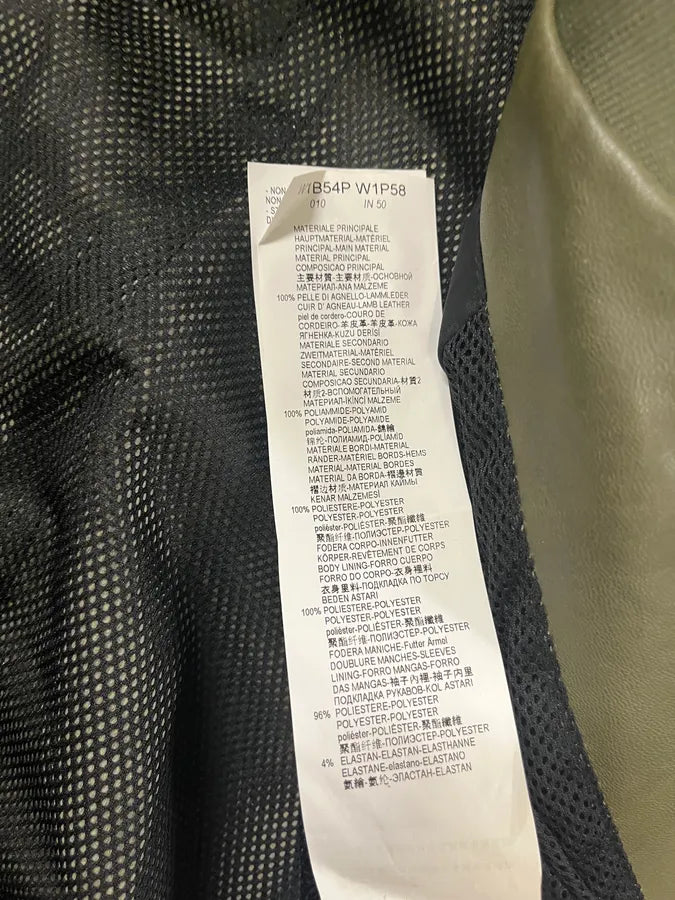 - NON
NON
- S
D
B54P W1P58
010 IN 50
MATERIALE PRINCIPALE
HAUPTMATERIAL-MATÉRIEL
PRINCIPAL-MAIN MATERIAL
MATERIAL PRINCIPAL
COMPOSICAO PRINCIPAL
主要材質-主要材质-ОСНОВНОЙ
МАТЕРИАЛ-ANA MALZEME
100% PELLE DI AGNELLO-LAMMLEDER
CUIR D' AGNEAU-LAMB LEATHER
piel de cordero-COURO DE
CORDEIRO-羊皮革-羊皮革-КОЖА
ЯГНЕНКА-KUZU DERİSİ
MATERIALE SECONDARIO
ZWEITMATERIAL-MATÉRIEL
SECONDAIRE-SECOND MATERIAL
MATERIAL SECUNDARIO
COMPOSICAO SECUNDARIA-材質2
材质2-ВСПОМОГАТЕЛЬНЫЙ
МАТЕРИАЛ-İKİNCİ MALZEME
100% POLIAMMIDE-POLYAMID
POLYAMIDE-POLYAMIDE
poliamida-POLIAMIDA-錦綸
锦纶-ПОЛИАМИД-POLİAMİD
MATERIALE BORDI-MATERIAL
RÄNDER-MATÉRIEL BORDS-HEMS
MATERIAL-MATERIAL BORDES
MATERIAL DA BORDA-褶邊材質
褶边材质-МАТЕРИАЛ КАЙМЫ
KENAR MALZEMESİ
100% POLIESTERE-POLYESTER
POLYESTER-POLYESTER
poliéster-POLIÉSTER-聚酯纖維
聚酯纤维-ПОЛИЭСТЕР-POLYESTER
FODERA CORPO-INNENFUTTER
KÖRPER-REVÊTEMENT DE CORPS
BODY LINING-FORRO CUERPO
FORRO DO CORPO-衣身裡料
衣身里料-ПОДКЛАДКА ПО ТОРСУ
BEDEN ASTARI
100% POLIESTERE-POLYESTER
POLYESTER-POLYESTER
poliéster-POLIÉSTER-聚酯纖維
聚酯纤维-ПОЛИЭСТЕР-POLYESTER
FODERA MANICHE-Futter Ärmel
DOUBLURE MANCHES-SLEEVES
LINING-FORRO MANGAS-FORRO
DAS MANGAS-袖子內裡-袖子内里
ПОДКЛАДКА РУКАВОВ-KOL ASTARI
96% POLIESTERE-POLYESTER
POLYESTER-POLYESTER
poliéster-POLIÉSTER-聚酯纖維
聚酯纤维-ПОЛИЭСТЕР-POLYESTER
4% ELASTAN-ELASTAN-ELASTHANNE
ELASTANE-elastano-ELASTANO
氨綸-氨纶-ЭЛАСТАН-ELASTAN